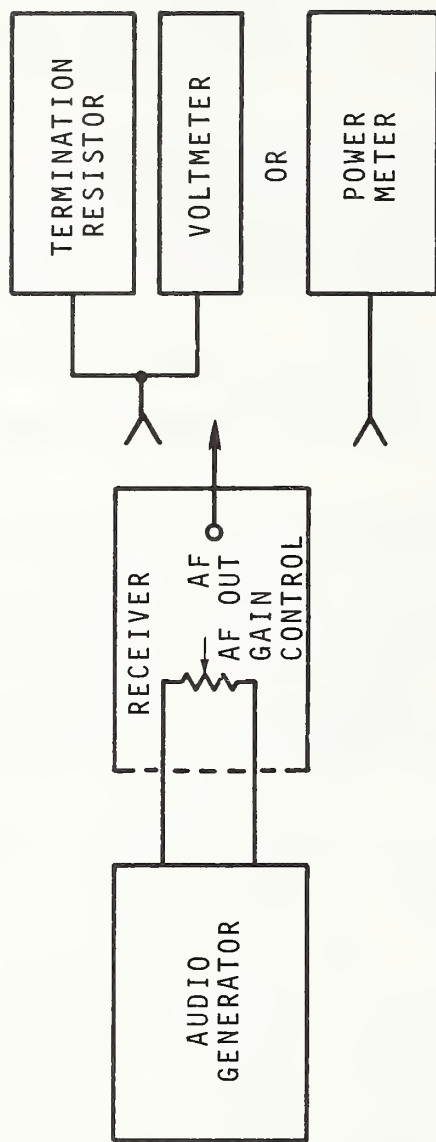 TERMINATION
RESISTOR
VOLTMETER
OR
POWER
METER
RECEIVER
AF
AF OUT
GAIN
CONTROL
AUDIO
GENERATOR